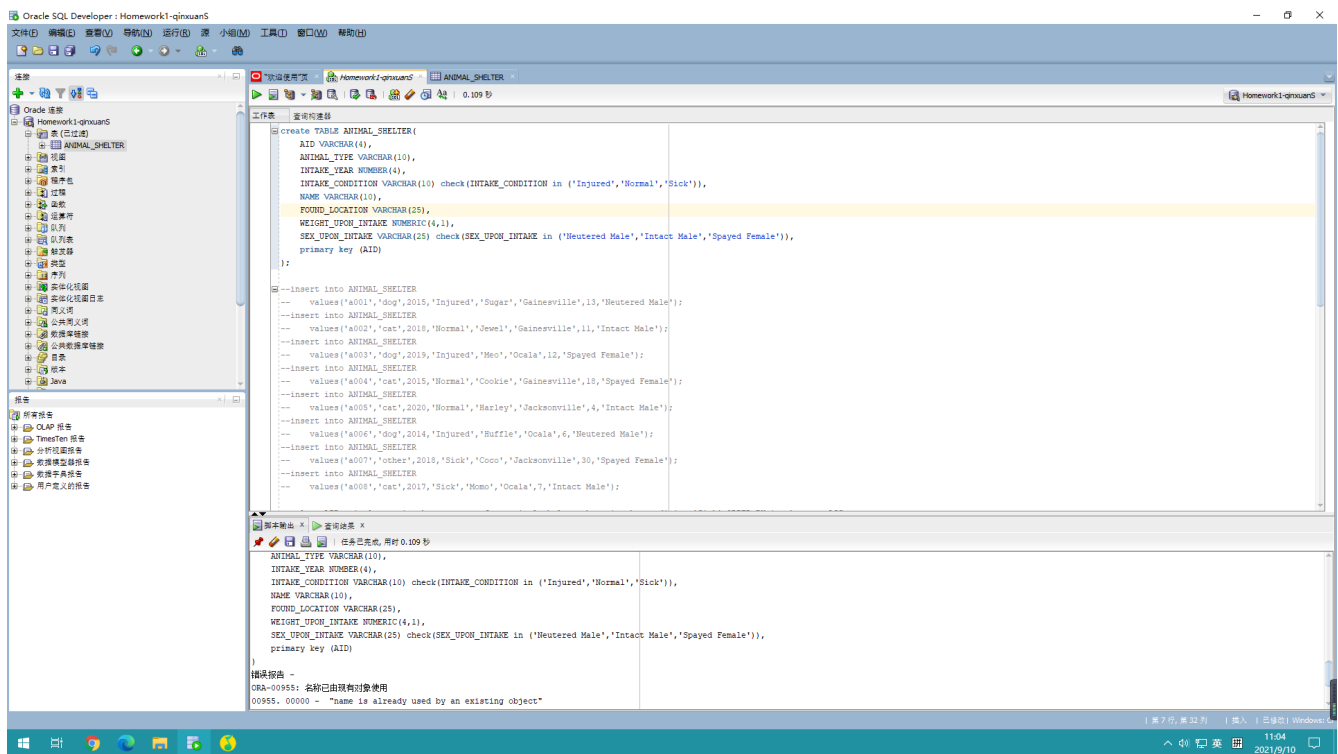 Oracle SQL Developer : Homework1-qinxuanS
文件(F) 编辑(E) 查看(V) 导航(N) 运行(R) 源 小组(M) 工具(T) 窗口(W) 帮助(H)
连接
Oracle 连接
Homework1-qinxuanS
表 (已过滤)
ANIMAL_SHELTER
视图
索引
程序包
过程
函数
运算符
队列
队列表
触发器
类型
序列
实体化视图
实体化视图日志
同义词
公共同义词
数据库链接
公共数据库链接
目录
版本
Java
报告
所有报告
OLAP 报告
TimesTen 报告
分析视图报告
数据模型器报告
数据字典报告
用户定义的报告
"欢迎使用"页 Homework1-qinxuanS ANIMAL_SHELTER
0.109 秒 Homework1-qinxuanS
工作表 查询构建器
create TABLE ANIMAL_SHELTER(
AID VARCHAR(4),
ANIMAL_TYPE VARCHAR(10),
INTAKE_YEAR NUMBER(4),
INTAKE_CONDITION VARCHAR(10) check(INTAKE_CONDITION in ('Injured','Normal','Sick')),
NAME VARCHAR(10),
FOUND_LOCATION VARCHAR(25),
WEIGHT_UPON_INTAKE NUMERIC(4,1),
SEX_UPON_INTAKE VARCHAR(25) check(SEX_UPON_INTAKE in ('Neutered Male','Intact Male','Spayed Female')),
primary key (AID)
);
--insert into ANIMAL_SHELTER
-- values('a001','dog',2015,'Injured','Sugar','Gainesville',13,'Neutered Male');
--insert into ANIMAL_SHELTER
-- values('a002','cat',2018,'Normal','Jewel','Gainesville',11,'Intact Male');
--insert into ANIMAL_SHELTER
-- values('a003','dog',2019,'Injured','Meo','Ocala',12,'Spayed Female');
--insert into ANIMAL_SHELTER
-- values('a004','cat',2015,'Normal','Cookie','Gainesville',18,'Spayed Female');
--insert into ANIMAL_SHELTER
-- values('a005','cat',2020,'Normal','Harley','Jacksonville',4,'Intact Male');
--insert into ANIMAL_SHELTER
-- values('a006','dog',2014,'Injured','Huffle','Ocala',6,'Neutered Male');
--insert into ANIMAL_SHELTER
-- values('a007','other',2018,'Sick','Coco','Jacksonville',30,'Spayed Female');
--insert into ANIMAL_SHELTER
-- values('a008','cat',2017,'Sick','Momo','Ocala',7,'Intact Male');
脚本输出 x 查询结果 x
任务已完成, 用时 0.109 秒
ANIMAL_TYPE VARCHAR(10),
INTAKE_YEAR NUMBER(4),
INTAKE_CONDITION VARCHAR(10) check(INTAKE_CONDITION in ('Injured','Normal','Sick')),
NAME VARCHAR(10),
FOUND_LOCATION VARCHAR(25),
WEIGHT_UPON_INTAKE NUMERIC(4,1),
SEX_UPON_INTAKE VARCHAR(25) check(SEX_UPON_INTAKE in ('Neutered Male','Intact Male','Spayed Female')),
primary key (AID)
)
错误报告 -
ORA-00955: 名称已由现有对象使用
00955. 00000 - "name is already used by an existing object"
| 第 7 行, 第 32 列 | 插入 | 已修改 | Windows:
英 拼 11:04
2021/9/10